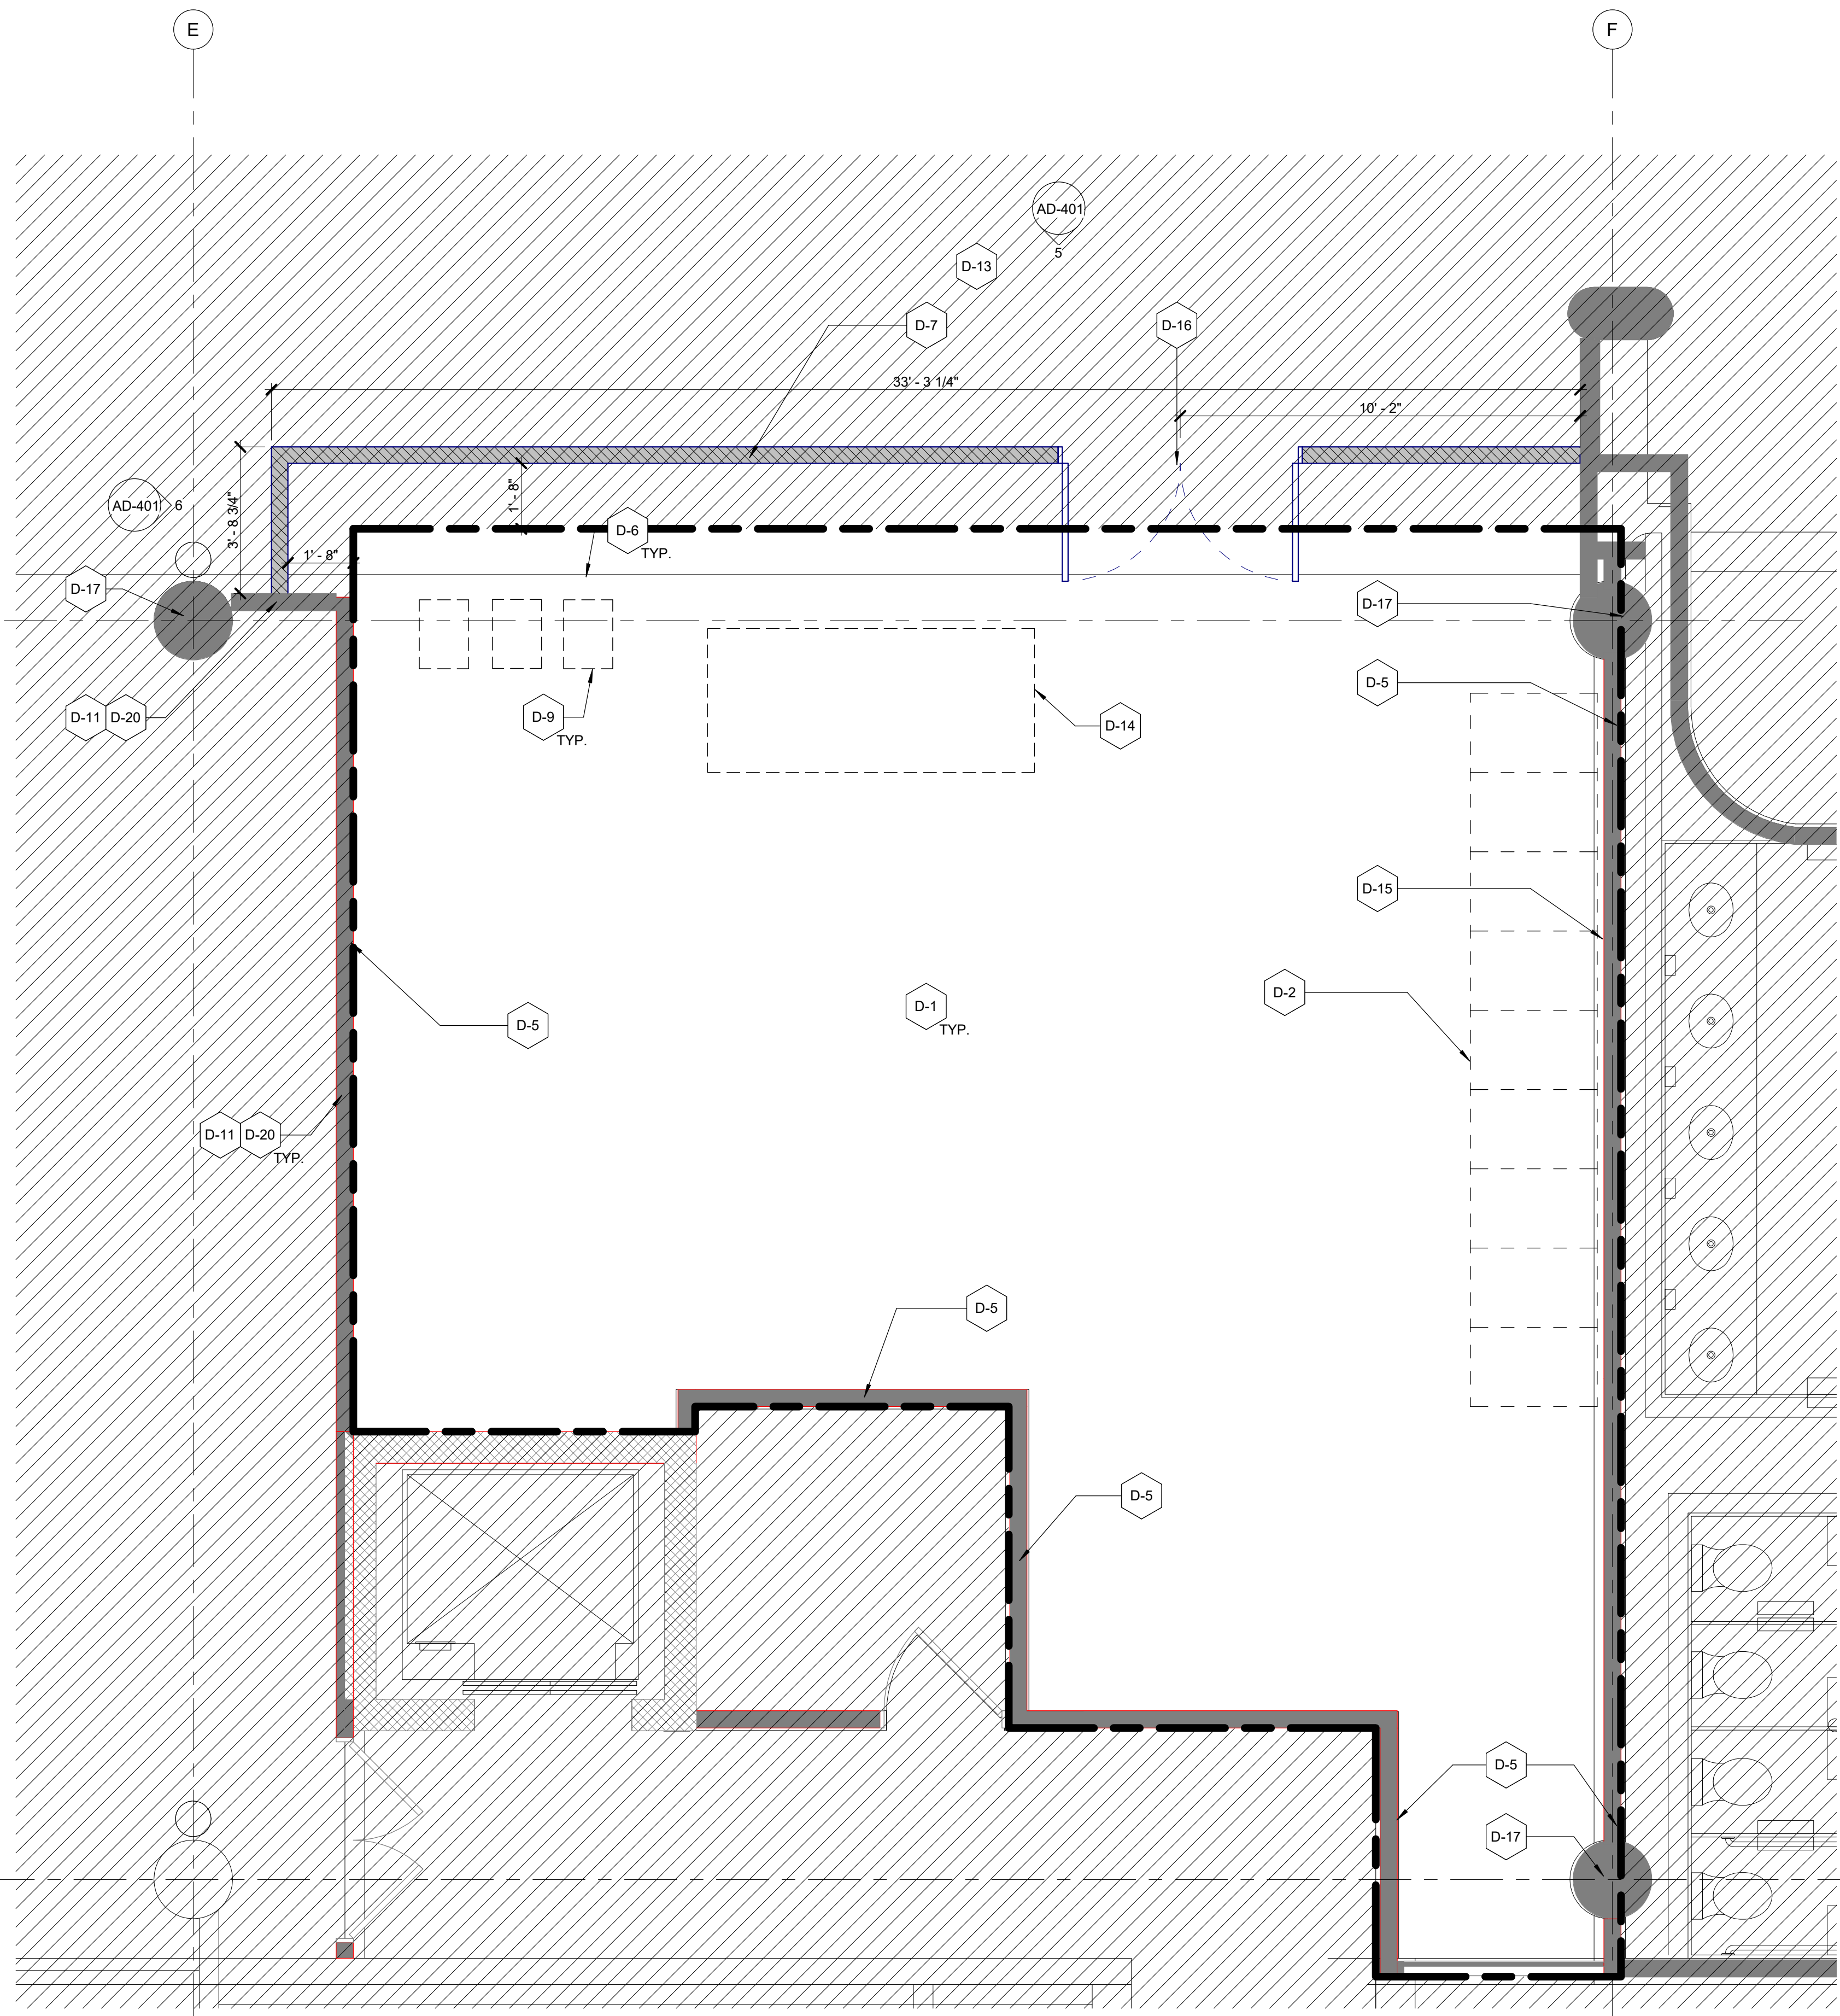 E
F
AD-401
5
D-13
D-7
D-16
33' - 3 1/4"
10' - 2"
AD-401
6
3' - 8 3/4"
1' - 8"
1' - 8"
D-6
TYP.
D-17
D-17
D-5
D-11
D-20
D-9
TYP.
D-14
D-15
D-2
D-1
TYP.
D-5
D-11
D-20
TYP.
D-5
D-5
D-5
D-17